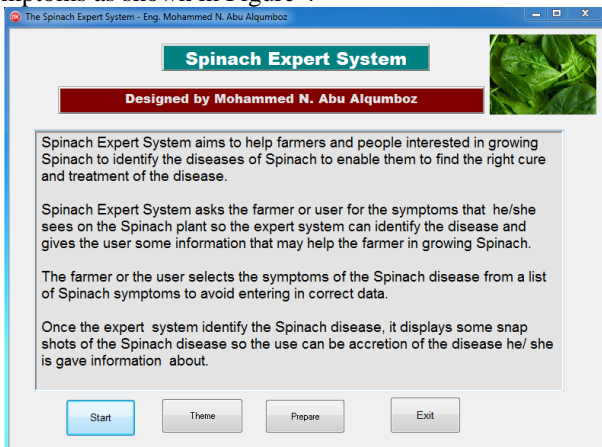 mptoms as shown in Figure
The Spinach Expert System - Eng. Mohammed N. Abu Alqumboz
Spinach Expert System
Designed by Mohammed N. Abu Alqumboz
Spinach Expert System aims to help farmers and people interested in growing
Spinach to identify the diseases of Spinach to enable them to find the right cure
and treatment of the disease.
Spinach Expert System asks the farmer or user for the symptoms that he/she
sees on the Spinach plant so the expert system can identify the disease and
gives the user some information that may help the farmer in growing Spinach.
The farmer or the user selects the symptoms of the Spinach disease from a list
of Spinach symptoms to avoid entering in correct data.
Once the expert system identify the Spinach disease, it displays some snap
shots of the Spinach disease so the use can be accretion of the disease he/ she
is gave information about.
Start
Theme
Prepare
Exit